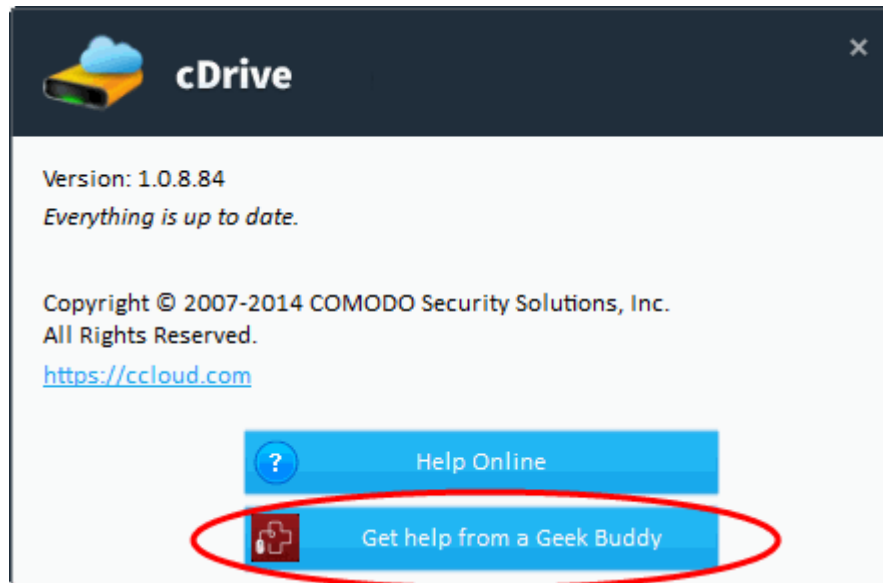 cDrive
Version: 1.0.8.84
Everything is up to date.
Copyright © 2007-2014 COMODO Security Solutions, Inc.
All Rights Reserved.
https://ccloud.com
? Help Online
Get help from a Geek Buddy